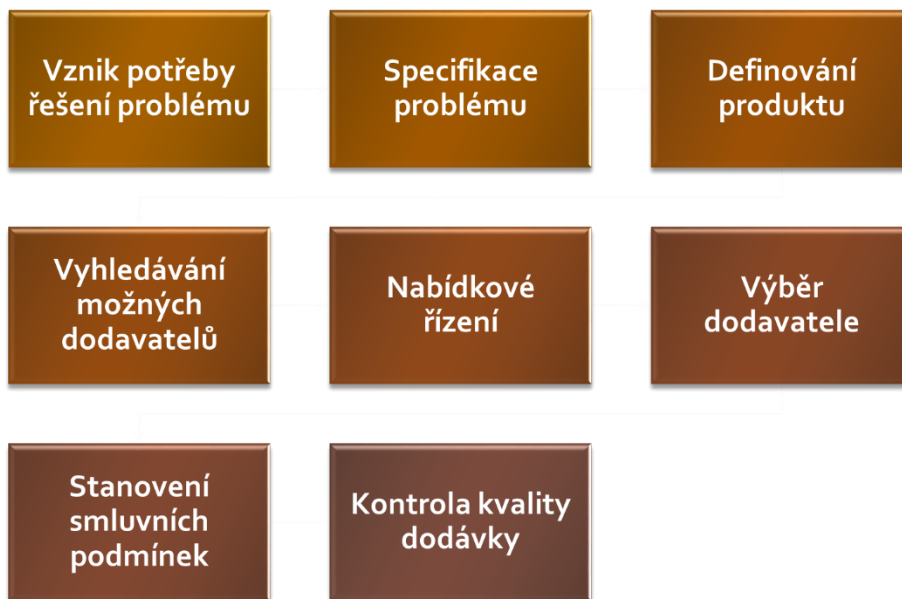 Vznik potřeby
řešení problému
Specifikace
problému
Definování
produktu
Vyhledávání
možných
dodavatelů
Nabídkové
řízení
Výběr
dodavatele
Stanovení
smluvních
podmínek
Kontrola kvality
dodávky